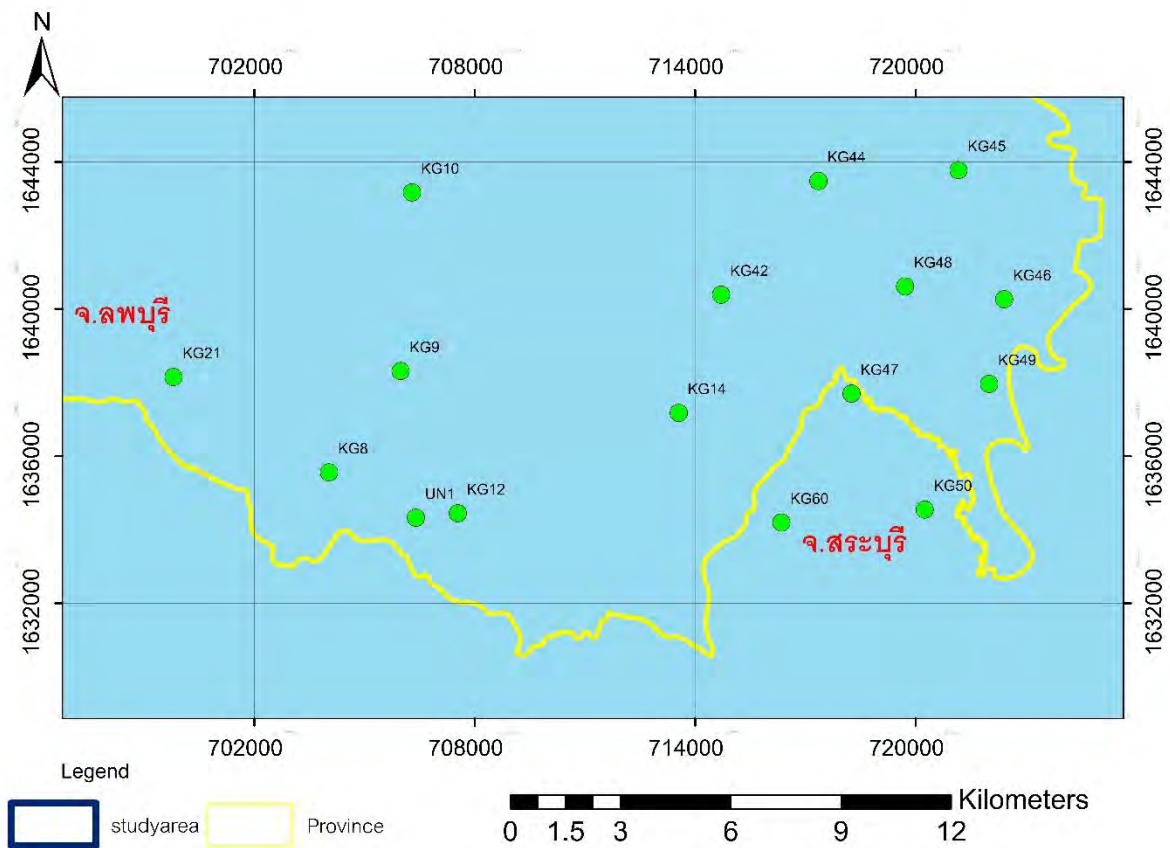 N
702000 708000 714000 720000
1644000 1644000
KG45
KG44
KG10
KG48
KG46
KG42
1640000 1640000
จ.ลพบุรี
KG21
KG9
KG49
KG47
KG14
1636000 1636000
KG8
UN1 KG12
KG50
KG60
จ.สระบุรี
1632000 1632000
702000 708000 714000 720000
Legend
studyarea Province
Kilometers
0 1.5 3 6 9 12